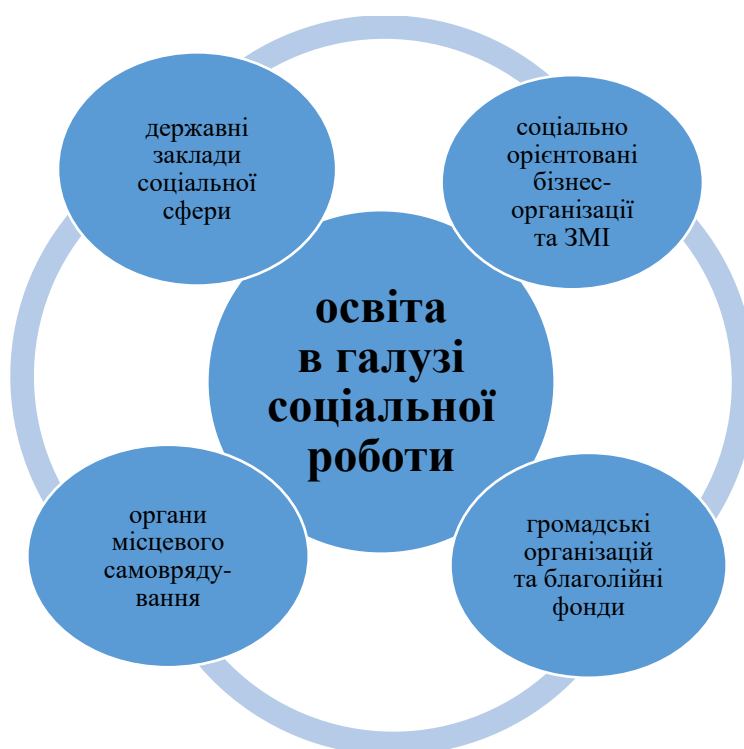 державні
заклади
соціальної
сфери
соціально
орієнтовані
бізнес-
організації
та ЗМІ
освіта
в галузі
соціальної
роботи
органи
місцевого
самовряду-
вання
громадські
організацій
та благолійні
фонди